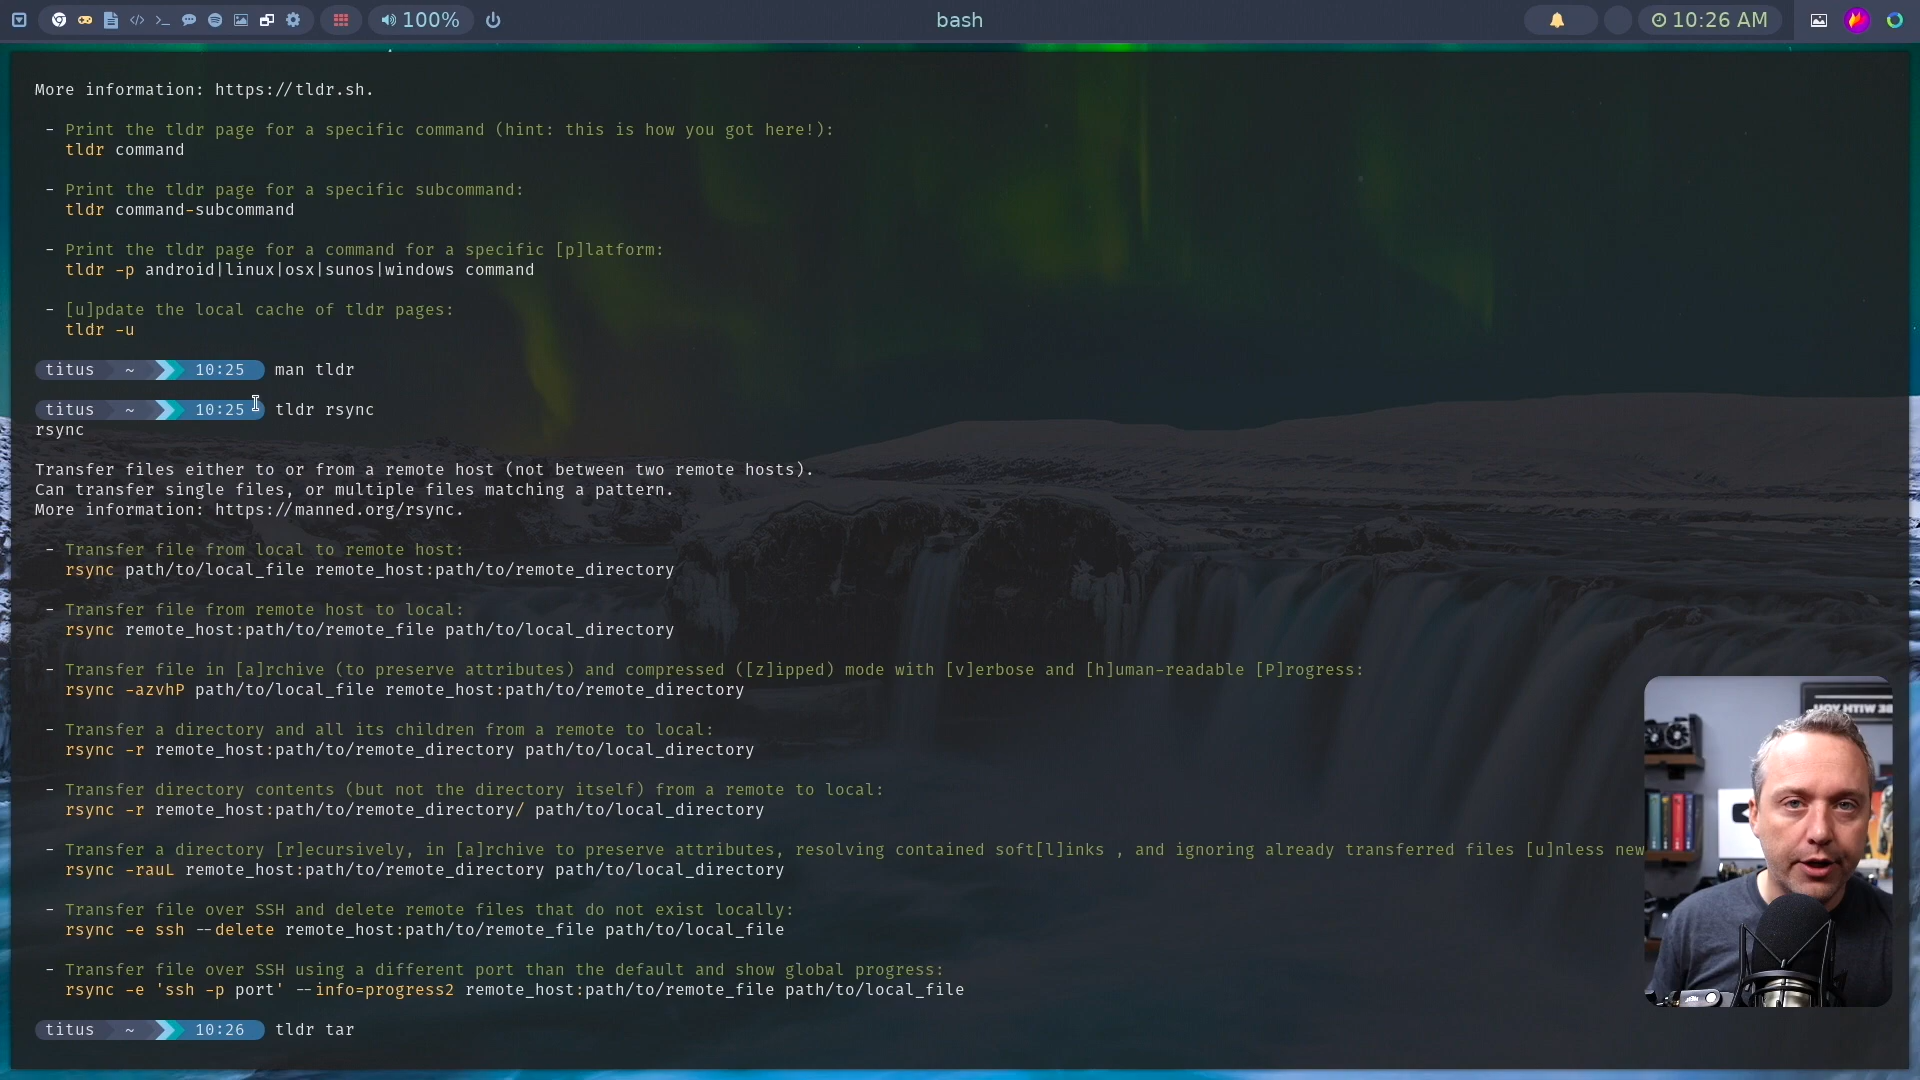 100%
bash
10:26 AM
More information: https://tldr.sh.
- Print the tldr page for a specific command (hint: this is how you got here!):
tldr command
- Print the tldr page for a specific subcommand:
tldr command-subcommand
- Print the tldr page for a command for a specific [p]latform:
tldr -p android|linux|osx|sunos|windows command
- [u]pdate the local cache of tldr pages:
tldr -u
titus ~ 10:25 man tldr
titus ~ 10:25 tldr rsync
rsync
Transfer files either to or from a remote host (not between two remote hosts).
Can transfer single files, or multiple files matching a pattern.
More information: https://manned.org/rsync.
- Transfer file from local to remote host:
rsync path/to/local_file remote_host:path/to/remote_directory
- Transfer file from remote host to local:
rsync remote_host:path/to/remote_file path/to/local_directory
- Transfer file in [a]rchive (to preserve attributes) and compressed ([z]ipped) mode with [v]erbose and [h]uman-readable [P]rogress:
rsync -azvhP path/to/local_file remote_host:path/to/remote_directory
- Transfer a directory and all its children from a remote to local:
rsync -r remote_host:path/to/remote_directory path/to/local_directory
- Transfer directory contents (but not the directory itself) from a remote to local:
rsync -r remote_host:path/to/remote_directory/ path/to/local_directory
- Transfer a directory [r]ecursively, in [a]rchive to preserve attributes, resolving contained soft[l]inks , and ignoring already transferred files [u]nless new
rsync -rauL remote_host:path/to/remote_directory path/to/local_directory
- Transfer file over SSH and delete remote files that do not exist locally:
rsync -e ssh --delete remote_host:path/to/remote_file path/to/local_file
- Transfer file over SSH using a different port than the default and show global progress:
rsync -e 'ssh -p port' --info=progress2 remote_host:path/to/remote_file path/to/local_file
titus ~ 10:26 tldr tar